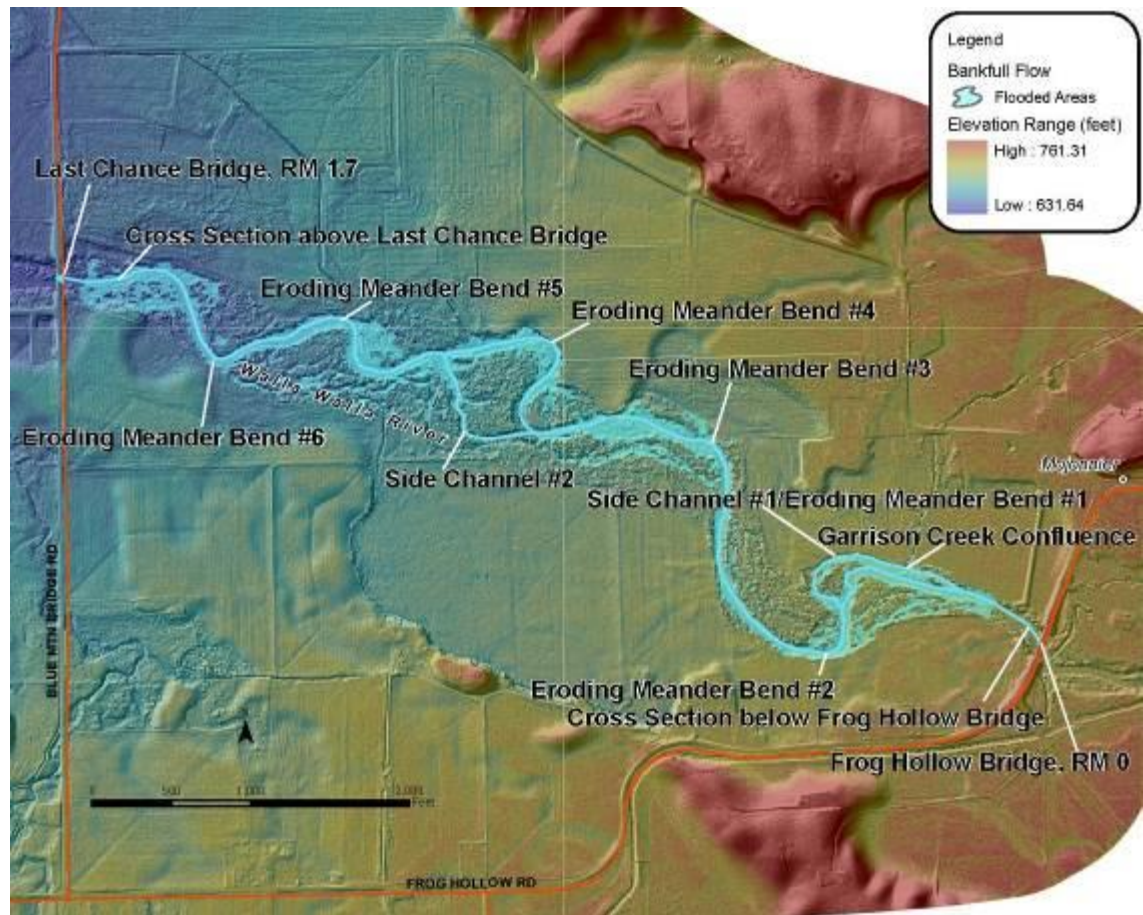 Legend
Bankfull Flow
Flooded Areas
Elevation Range (feet)
High : 761.31
Low : 631.64
Last Chance Bridge, RM 1.7
Cross Section above Last Chance Bridge
Eroding Meander Bend #5
Eroding Meander Bend #4
Eroding Meander Bend #3
Walla Walla River
Eroding Meander Bend #6
Side Channel #2
Mojonnier
Side Channel #1/Eroding Meander Bend #1
Garrison Creek Confluence
BLUE MTN BRIDGE RD
Eroding Meander Bend #2
Cross Section below Frog Hollow Bridge
Frog Hollow Bridge, RM 0
0 500 1,000
Feet
FROG HOLLOW RD